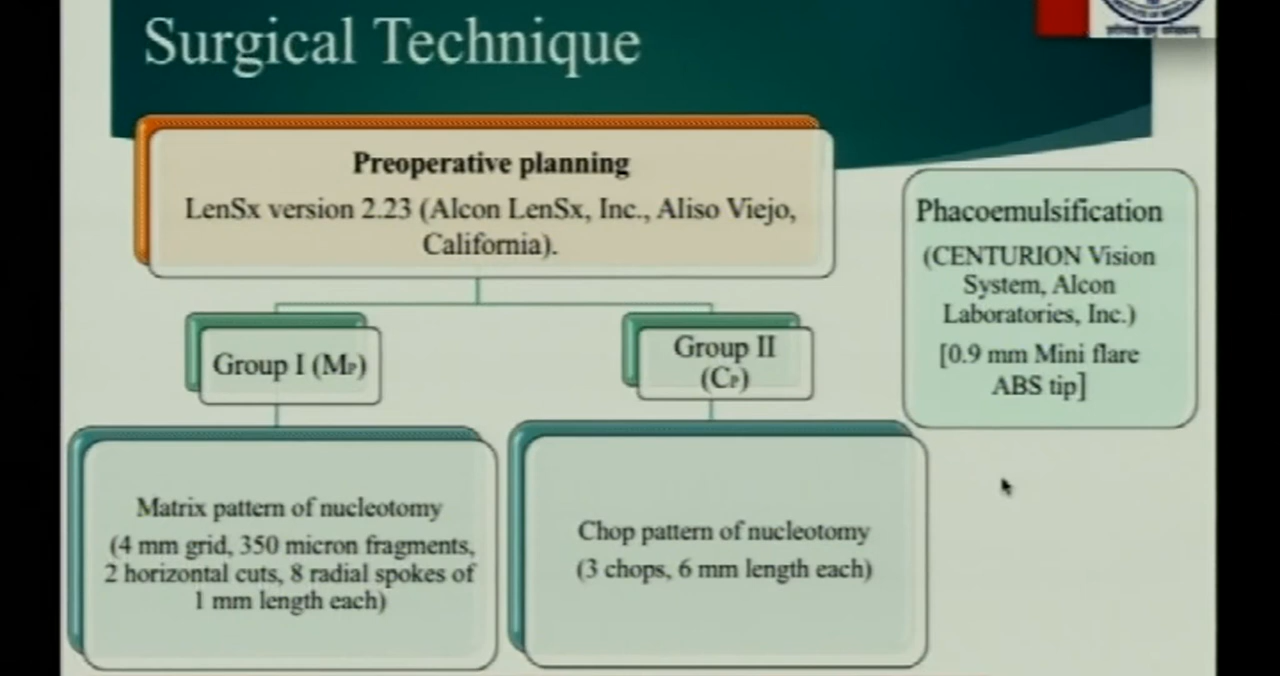 Surgical Technique
Preoperative planning
LenSx version 2.23 (Alcon LenSx, Inc., Aliso Viejo,
California).
Phacoemulsification
(CENTURION Vision
System, Alcon
Laboratories, Inc.)
[0.9 mm Mini flare
ABS tip]
Group I (MP)
Group II
(CP)
Matrix pattern of nucleotomy
(4 mm grid, 350 micron fragments,
2 horizontal cuts, 8 radial spokes of
1 mm length each)
Chop pattern of nucleotomy
(3 chops, 6 mm length each)